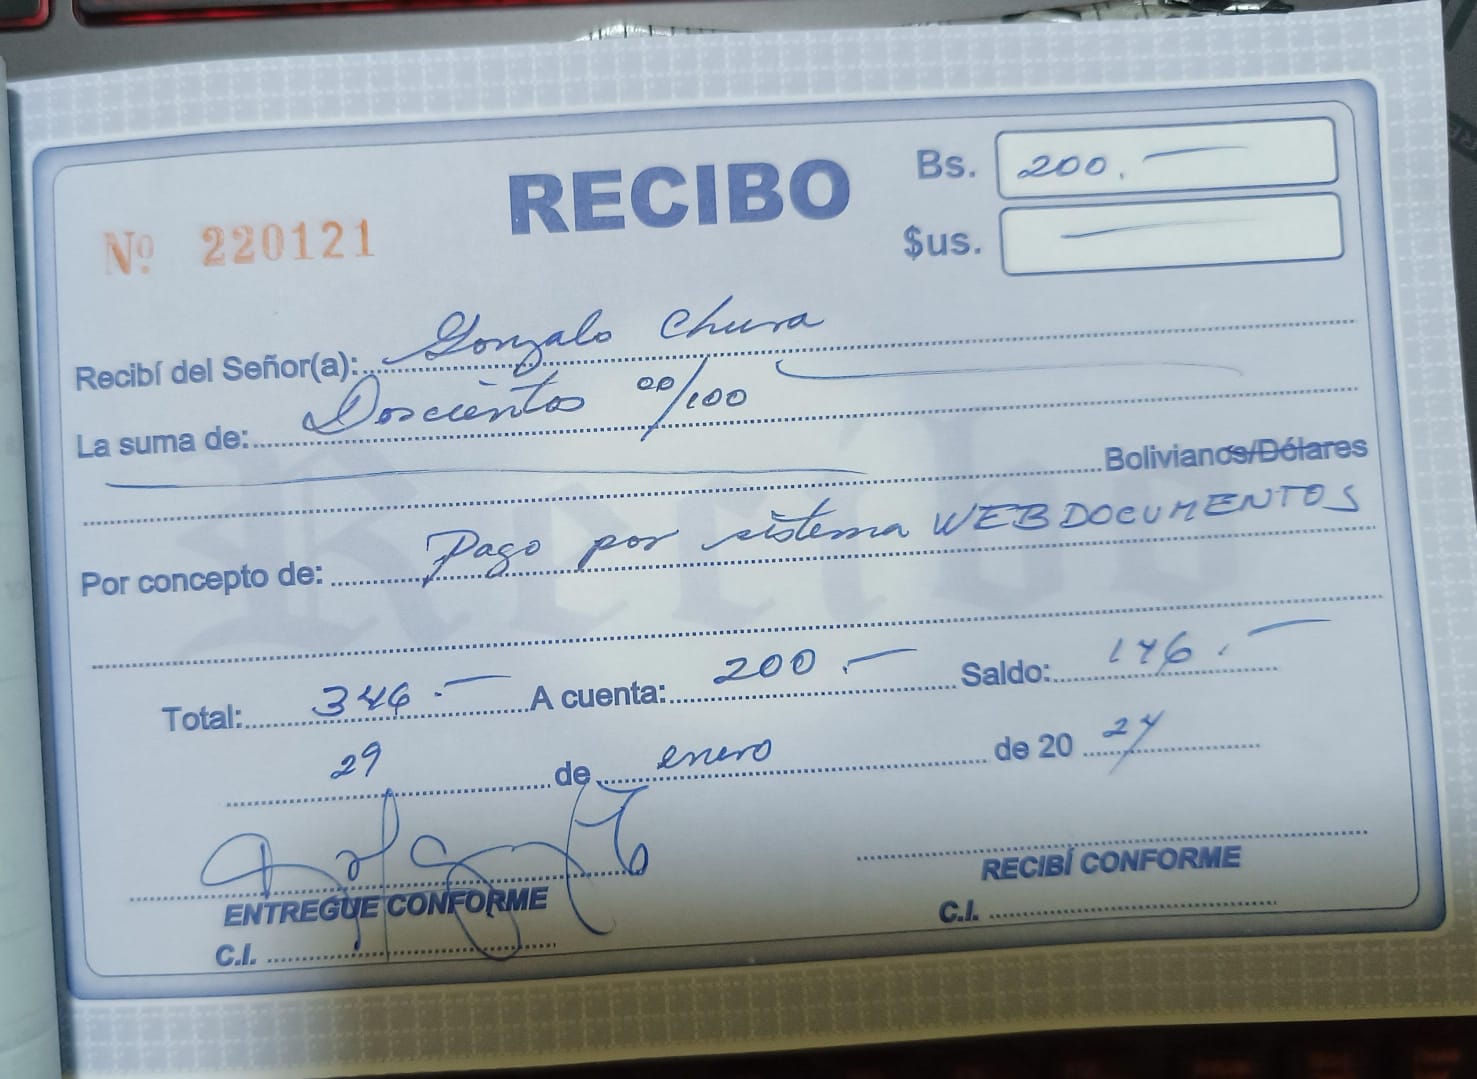 RECIBO
Bs. 200.—
Nº 220121
$us. —
Recibí del Señor(a): Gonzalo Chura
La suma de: Doscientos 00/100
Bolivianos/Dólares
Por concepto de: Pago por sistema WEB DOCUMENTOS
Total: 346.— A cuenta: 200.— Saldo: 146.—
29 de enero de 20 24
ENTREGUE CONFORME RECIBÍ CONFORME
C.I. C.I.